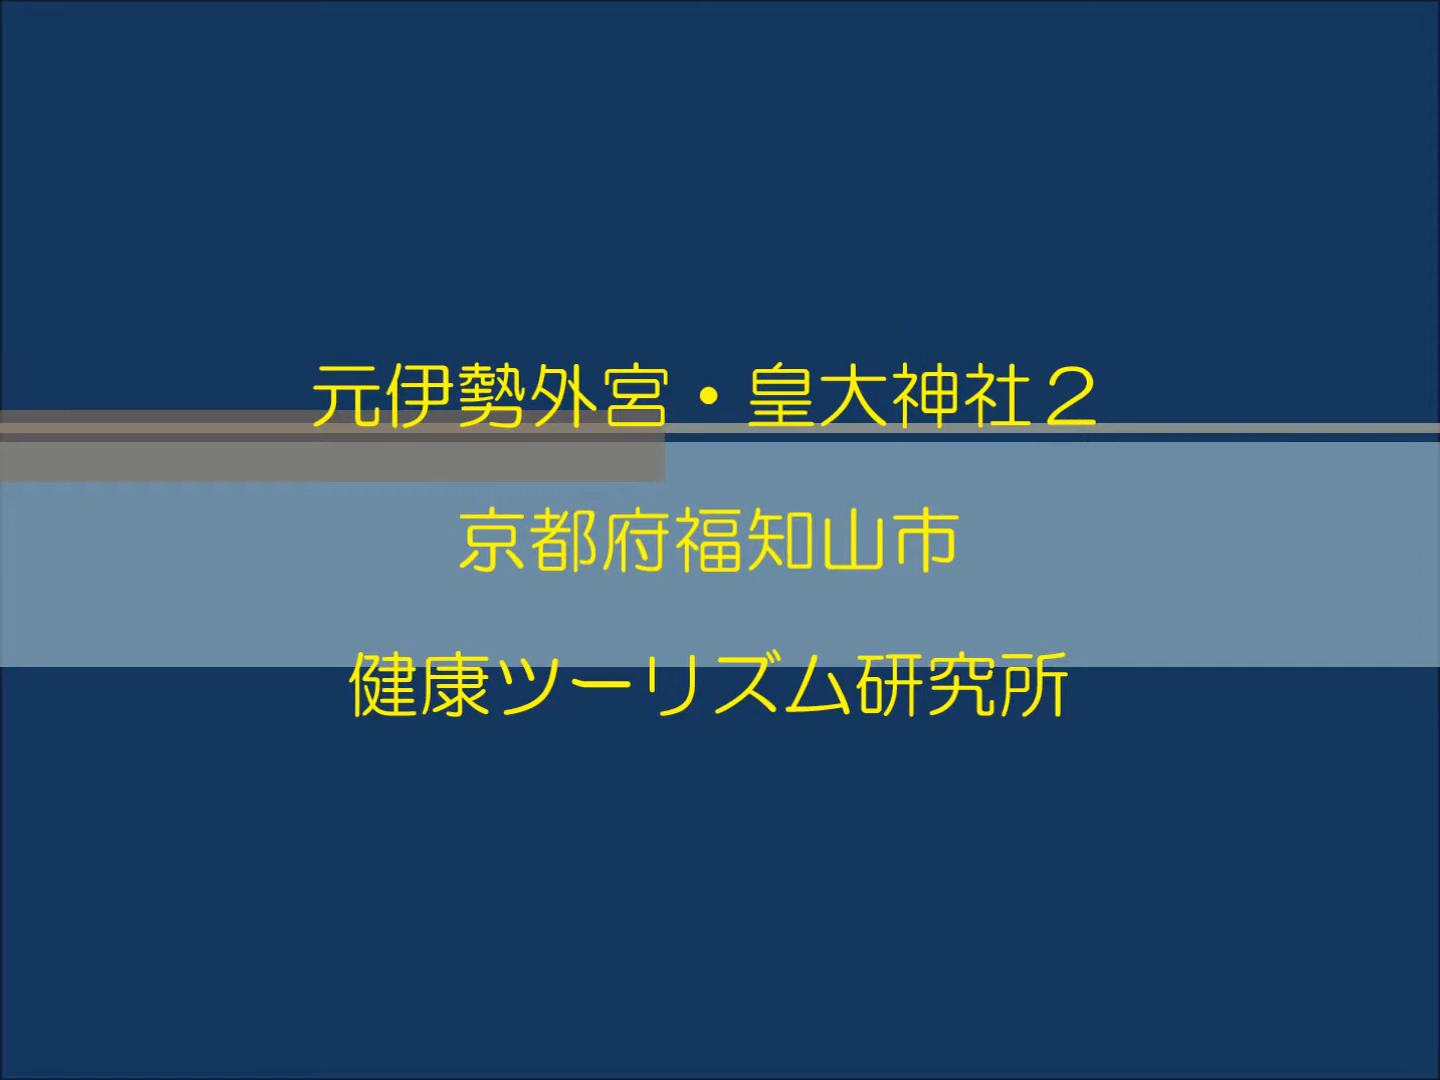 元伊勢外宮・皇大神社２
京都府福知山市
健康ツーリズム研究所